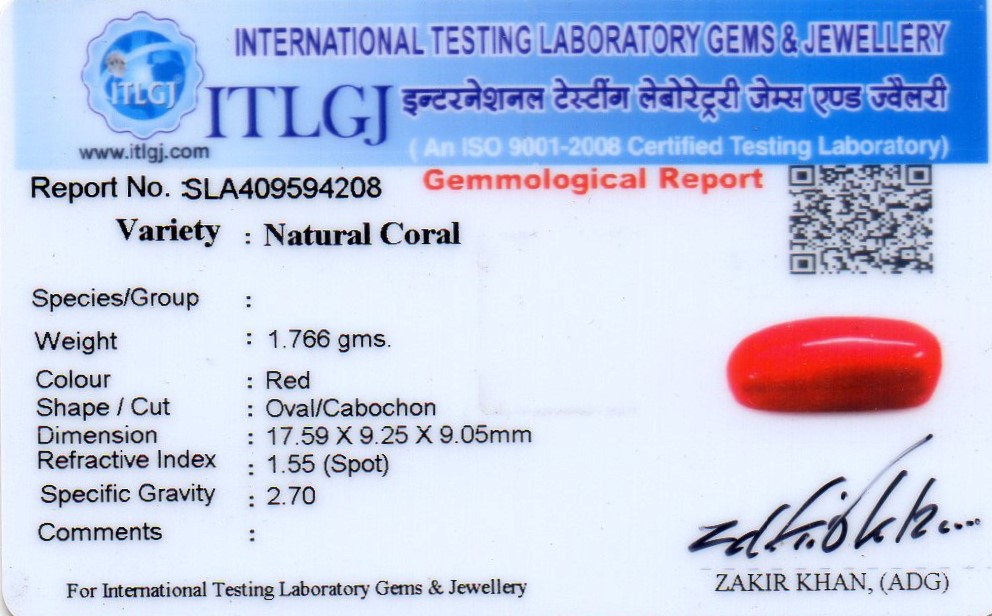 INTERNATIONAL TESTING LABORATORY GEMS & JEWELLERY
ITLGJ
ITLGJ इन्टरनेशनल टेस्टींग लेबोरेट्ररी जेम्स एण्ड ज्वैलरी
www.itlgj.com
( An ISO 9001-2008 Certified Testing Laboratory)
Report No. :SLA409594208
Gemmological Report
Variety : Natural Coral
Species/Group :
Weight : 1.766 gms.
Colour : Red
Shape / Cut : Oval/Cabochon
Dimension : 17.59 X 9.25 X 9.05mm
Refractive Index : 1.55 (Spot)
Specific Gravity : 2.70
Comments :
For International Testing Laboratory Gems & Jewellery
ZAKIR KHAN, (ADG)